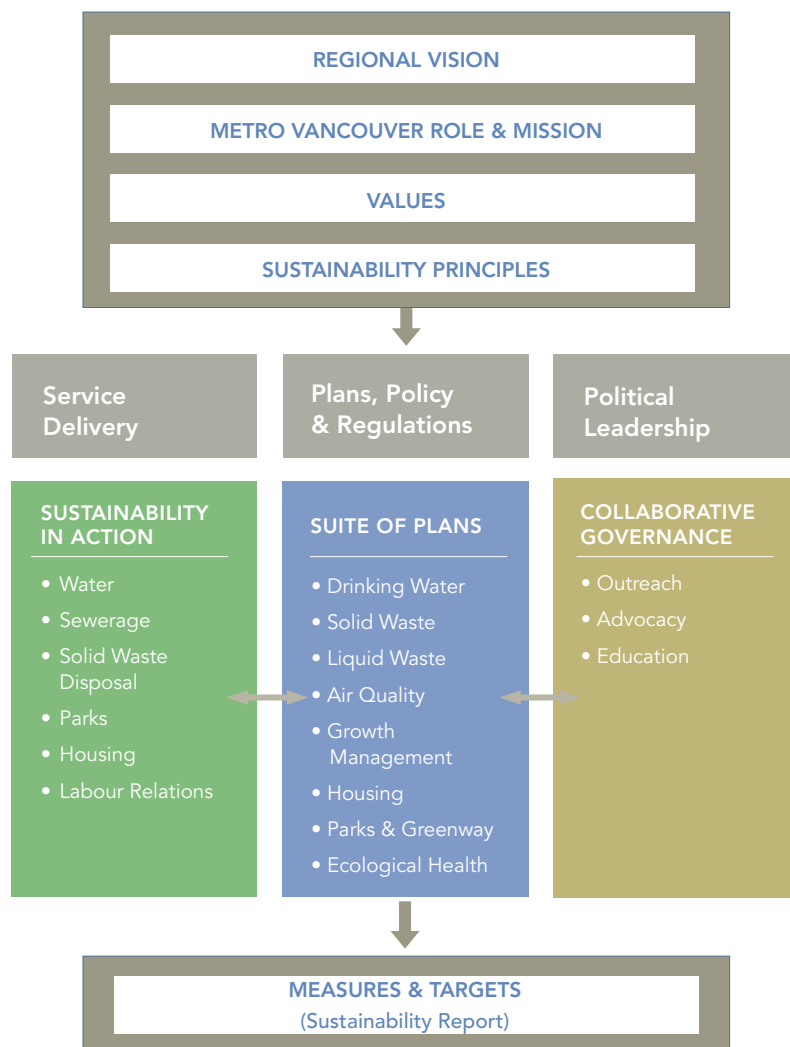 REGIONAL VISION
METRO VANCOUVER ROLE & MISSION
VALUES
SUSTAINABILITY PRINCIPLES
Service
Delivery
Plans, Policy
& Regulations
Political
Leadership
SUSTAINABILITY
IN ACTION
• Water
• Sewerage
• Solid Waste
Disposal
• Parks
• Housing
• Labour Relations
SUITE OF PLANS
• Drinking Water
• Solid Waste
• Liquid Waste
• Air Quality
• Growth
Management
• Housing
• Parks & Greenway
• Ecological Health
COLLABORATIVE
GOVERNANCE
• Outreach
• Advocacy
• Education
MEASURES & TARGETS
(Sustainability Report)